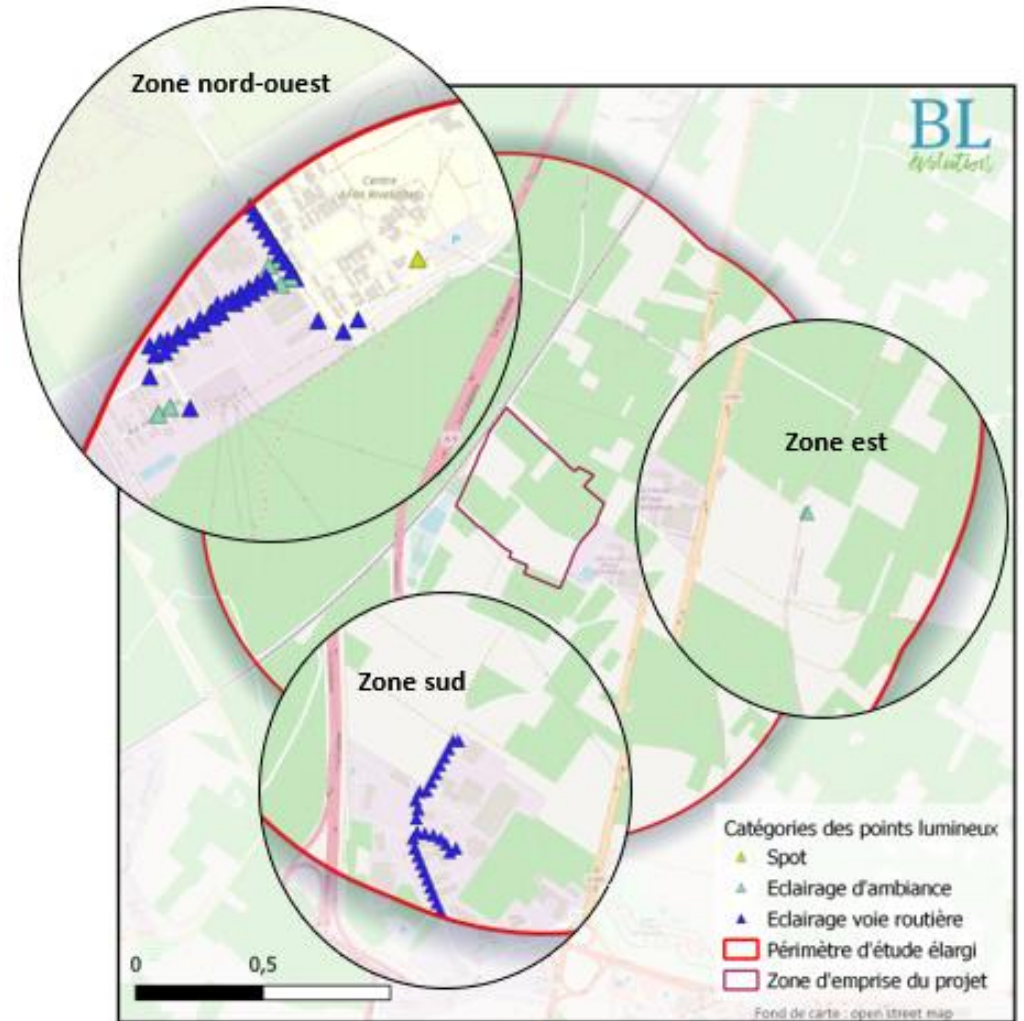 Zone nord-ouest
BL
évolution
Centre
P
Zone est
Zone sud
Catégories des points lumineux
Spot
Eclairage d'ambiance
Eclairage voie routière
Périmètre d'étude élargi
Zone d'emprise du projet
0 0,5
Fond de carte : open street map